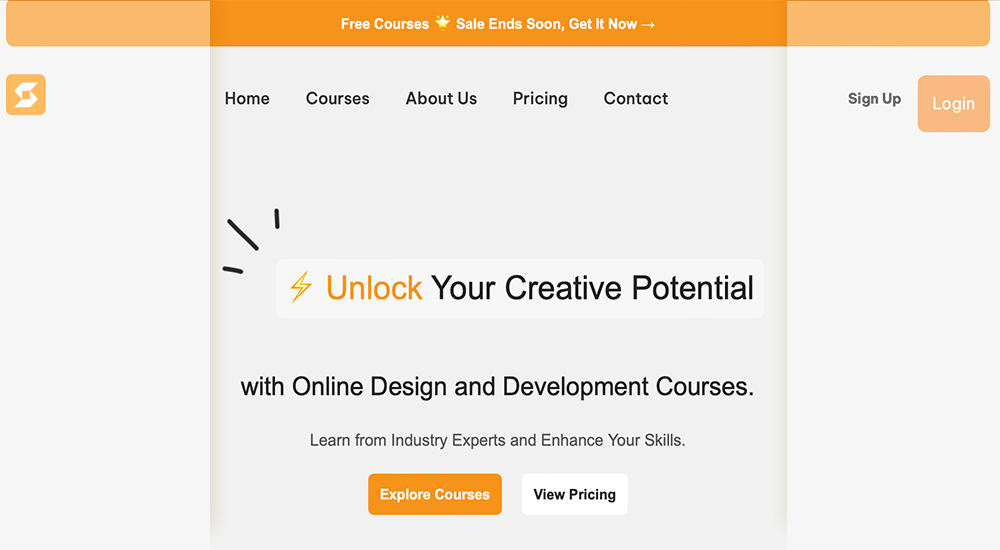 Free Courses 🌟 Sale Ends Soon, Get It Now →
Home Courses About Us Pricing Contact Sign Up Login
⚡ Unlock Your Creative Potential
with Online Design and Development Courses.
Learn from Industry Experts and Enhance Your Skills.
Explore Courses View Pricing